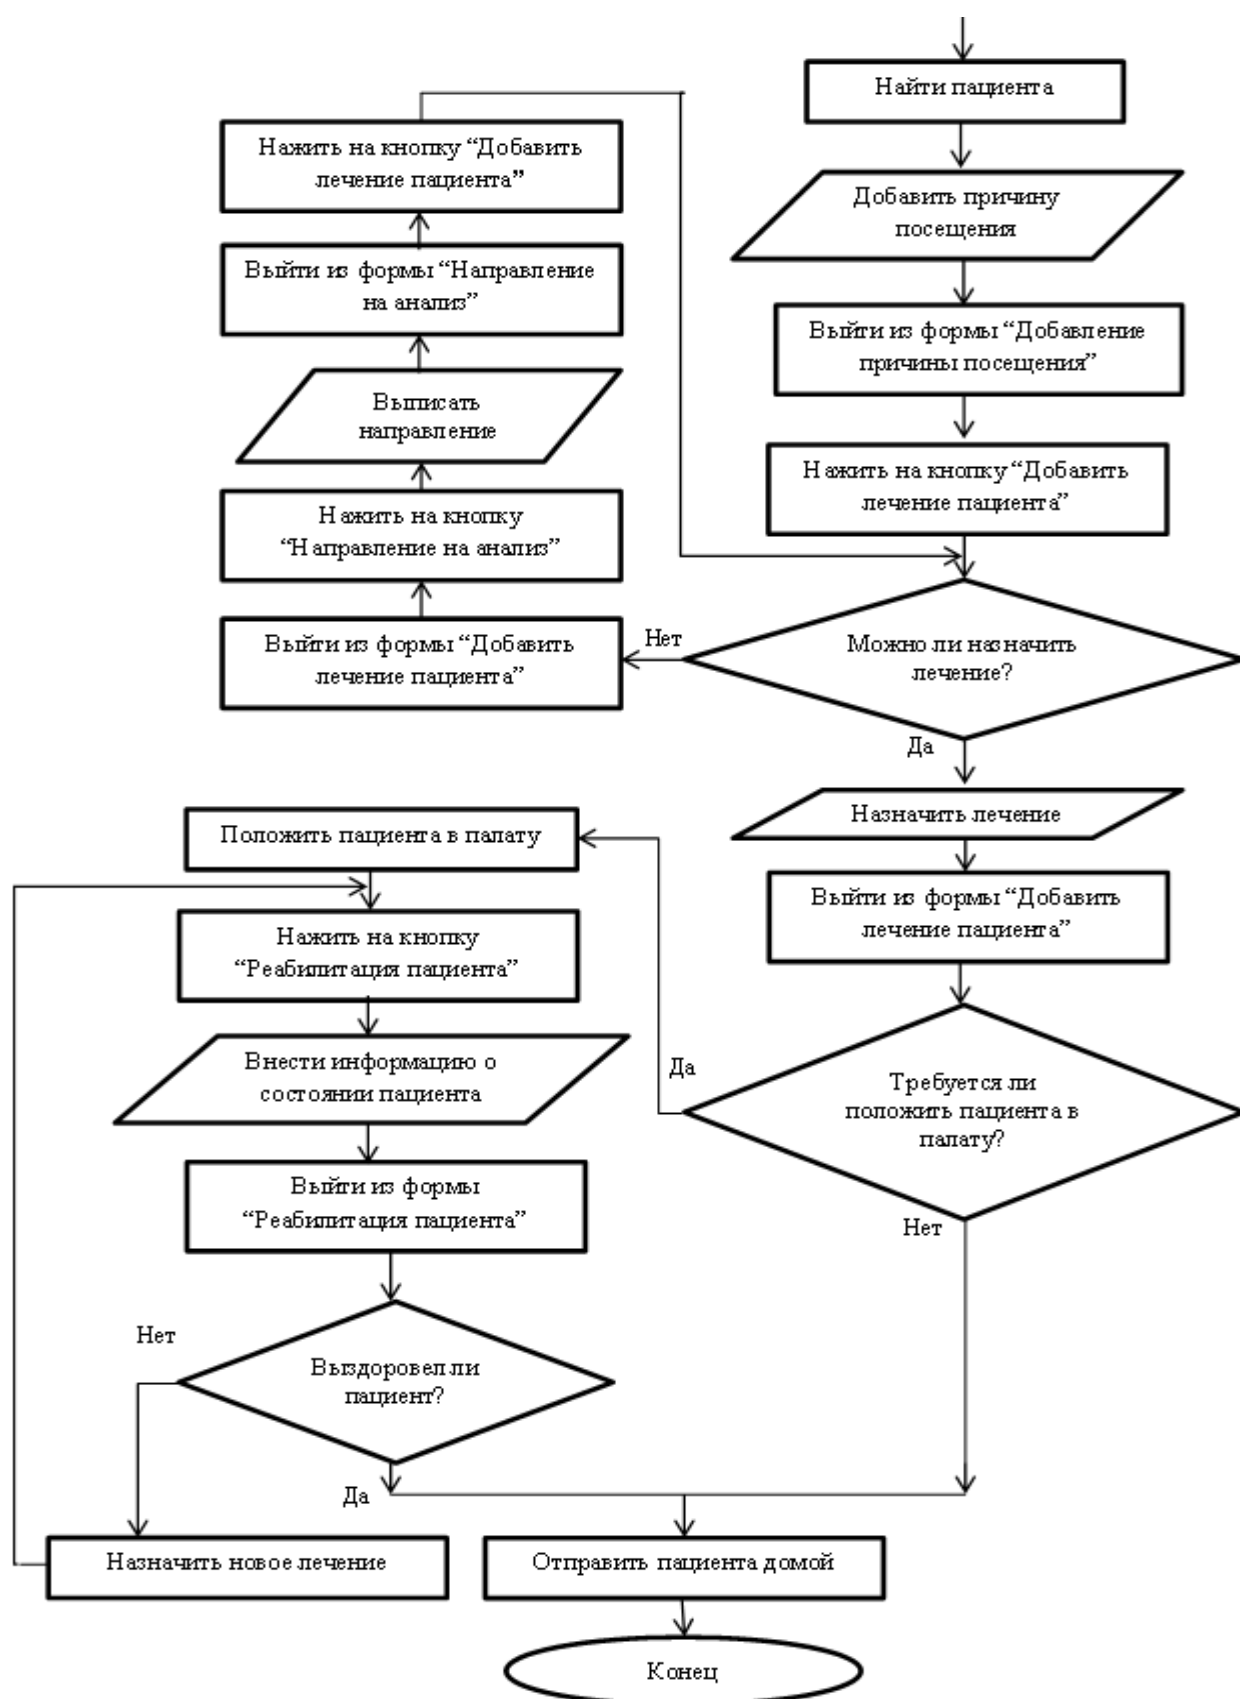 Найти пациента
Добавить причину
посещения
Выйти из формы “Добавление
причины посещения”
Нажить на кнопку “Добавить
лечение пациента”
Можно ли назначить
лечение?
Нет
Выйти из формы “Добавить
лечение пациента”
Нажить на кнопку
“Направление на анализ”
Выписать
направление
Выйти из формы “Направление
на анализ”
Нажить на кнопку “Добавить
лечение пациента”
Да
Назначить лечение
Выйти из формы “Добавить
лечение пациента”
Требуется ли
положить пациента в
палату?
Да
Положить пациента в палату
Нажить на кнопку
“Реабилитация пациента”
Внести информацию о
состоянии пациента
Выйти из формы
“Реабилитация пациента”
Выздоровел ли
пациент?
Нет
Назначить новое лечение
Да
Нет
Отправить пациента домой
Конец